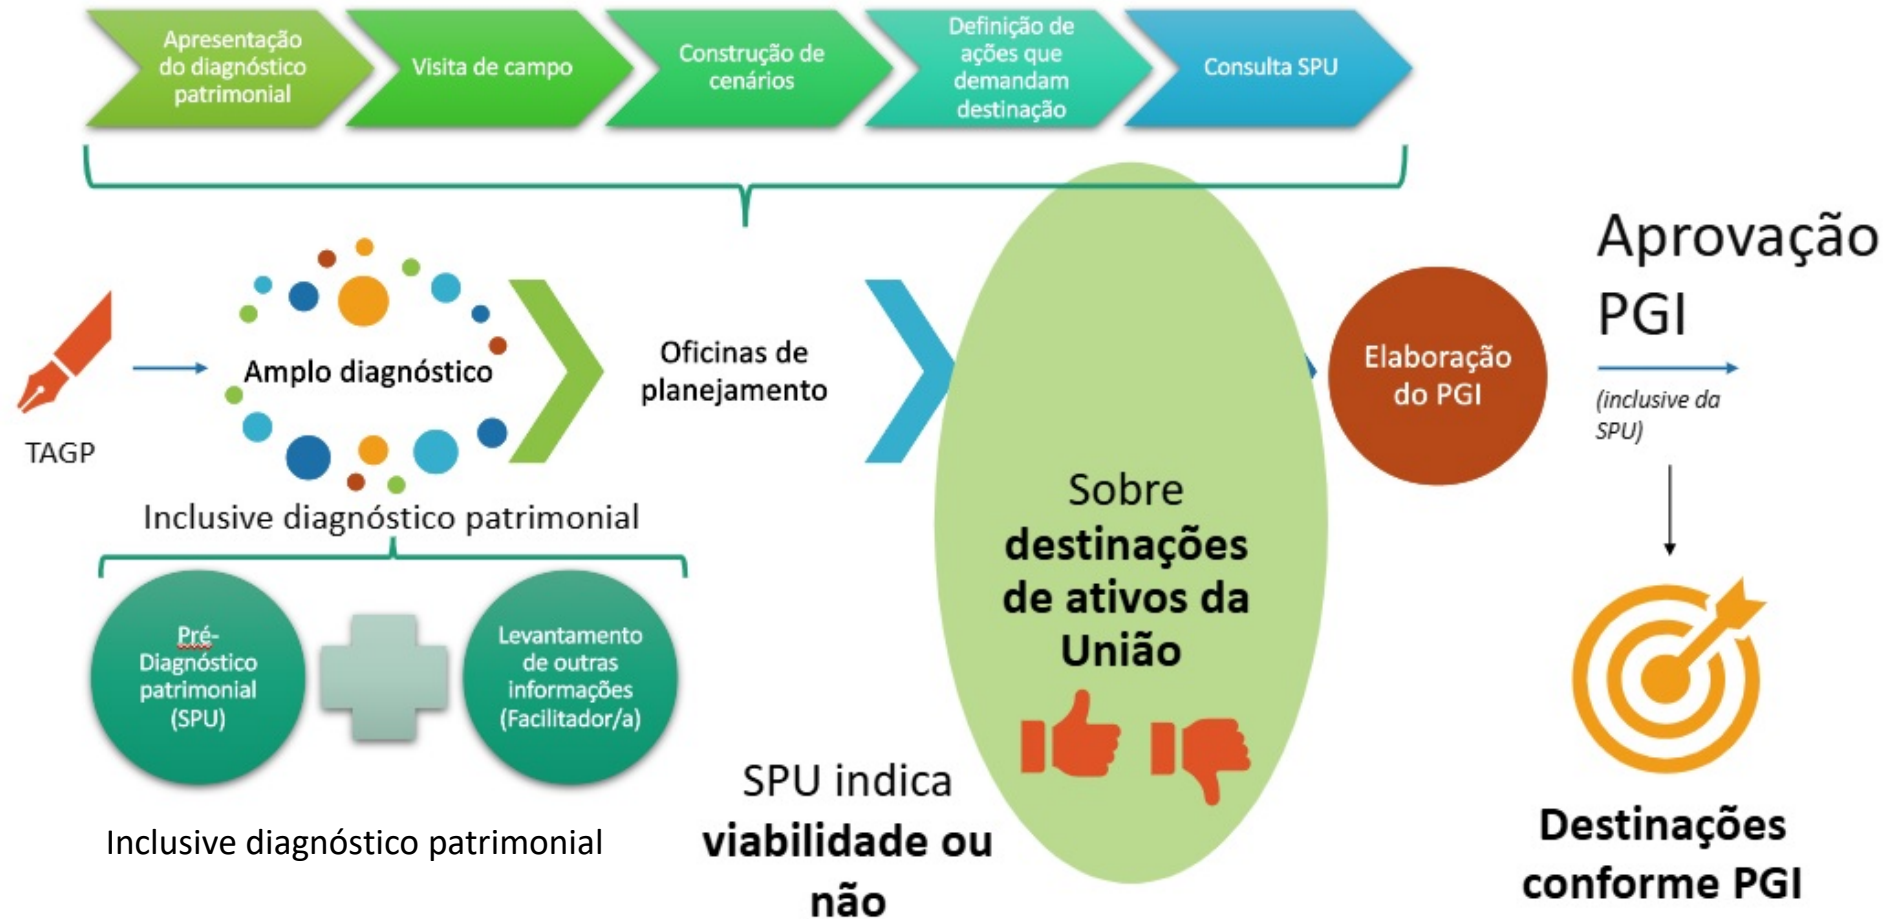 Apresentação
do diagnóstico
patrimonial
Visita de campo
Construção de
cenários
Definição de
ações que
demandam
destinação
Consulta SPU
TAGP
Amplo diagnóstico
Oficinas de
planejamento
Elaboração
do PGI
Aprovação
PGI
(inclusive da
SPU)
Inclusive diagnóstico patrimonial
Pré-
Diagnóstico
patrimonial
(SPU)
Levantamento
de outras
informações
(Facilitador/a)
Inclusive diagnóstico patrimonial
SPU indica
viabilidade ou
não
Sobre
destinações
de ativos da
União
Destinações
conforme PGI